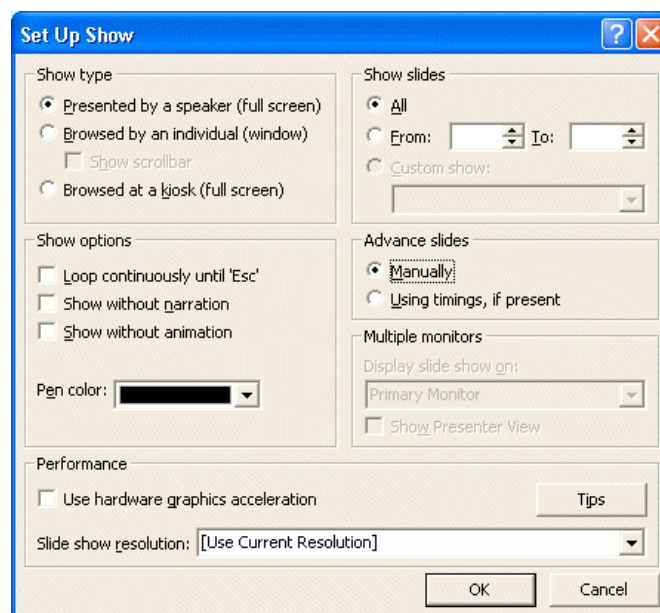 Set Up Show
Show type
Presented by a speaker (full screen)
Browsed by an individual (window)
Show scrollbar
Browsed at a kiosk (full screen)
Show slides
All
From: To:
Custom show:
Show options
Loop continuously until 'Esc'
Show without narration
Show without animation
Pen color:
Advance slides
Manually
Using timings, if present
Multiple monitors
Display slide show on:
Primary Monitor
Show Presenter View
Performance
Use hardware graphics acceleration
Tips
Slide show resolution: [Use Current Resolution]
OK Cancel